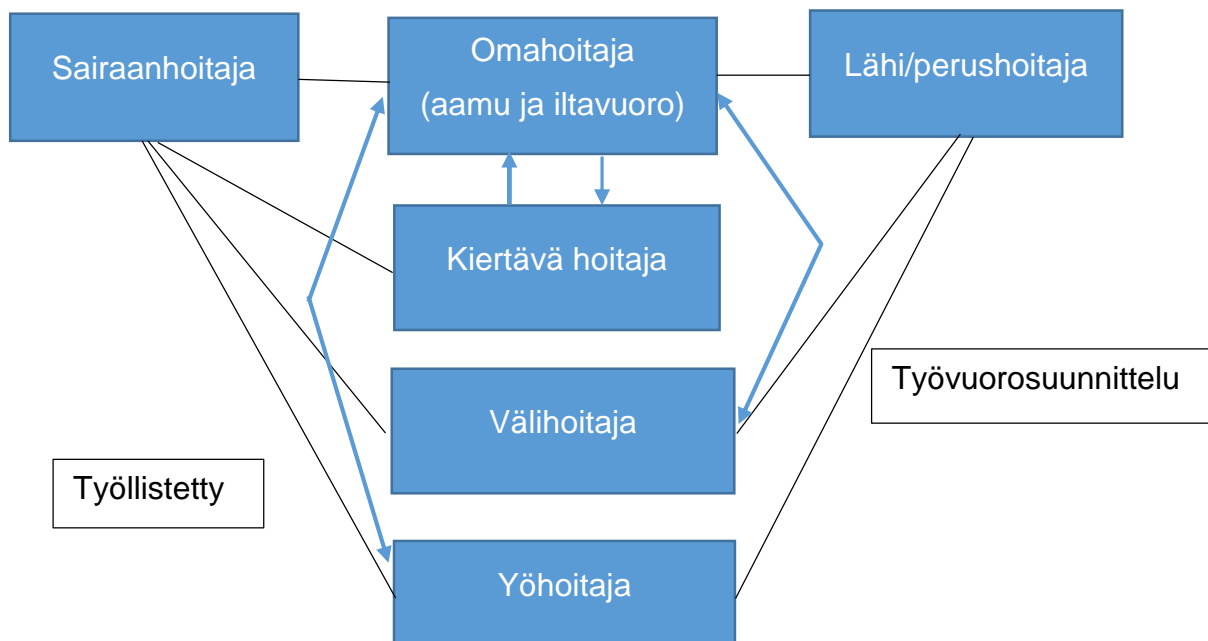 Sairaanhoitaja
Omahoitaja
(aamu ja iltavuoro)
Lähi/perushoitaja
Kiertävä hoitaja
Työvuorosuunnittelu
Välihoitaja
Työllistetty
Yöhoitaja